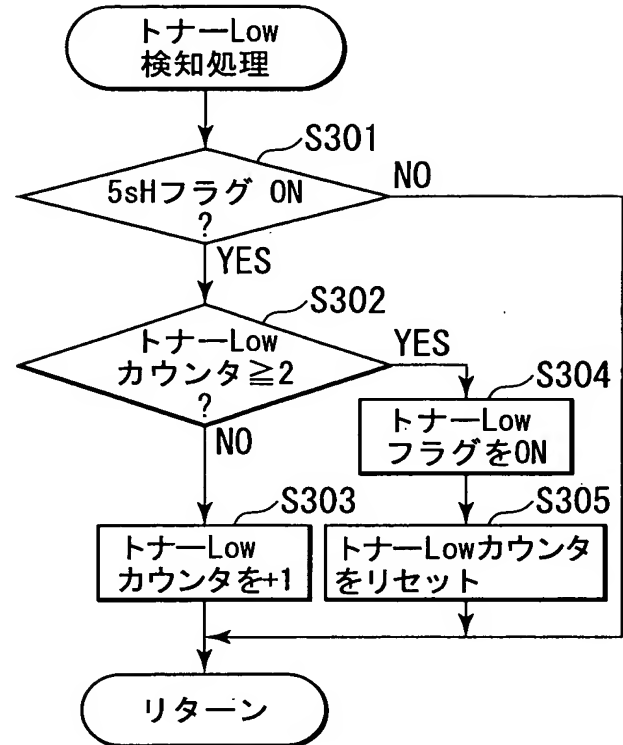 トナーLow
検知処理
S301
5sHフラグ ON
?
NO
YES
S302
トナーLow
カウンタ≧2
?
YES
NO
S304
トナーLow
フラグをON
S303
トナーLow
カウンタを+1
S305
トナーLowカウンタ
をリセット
リターン